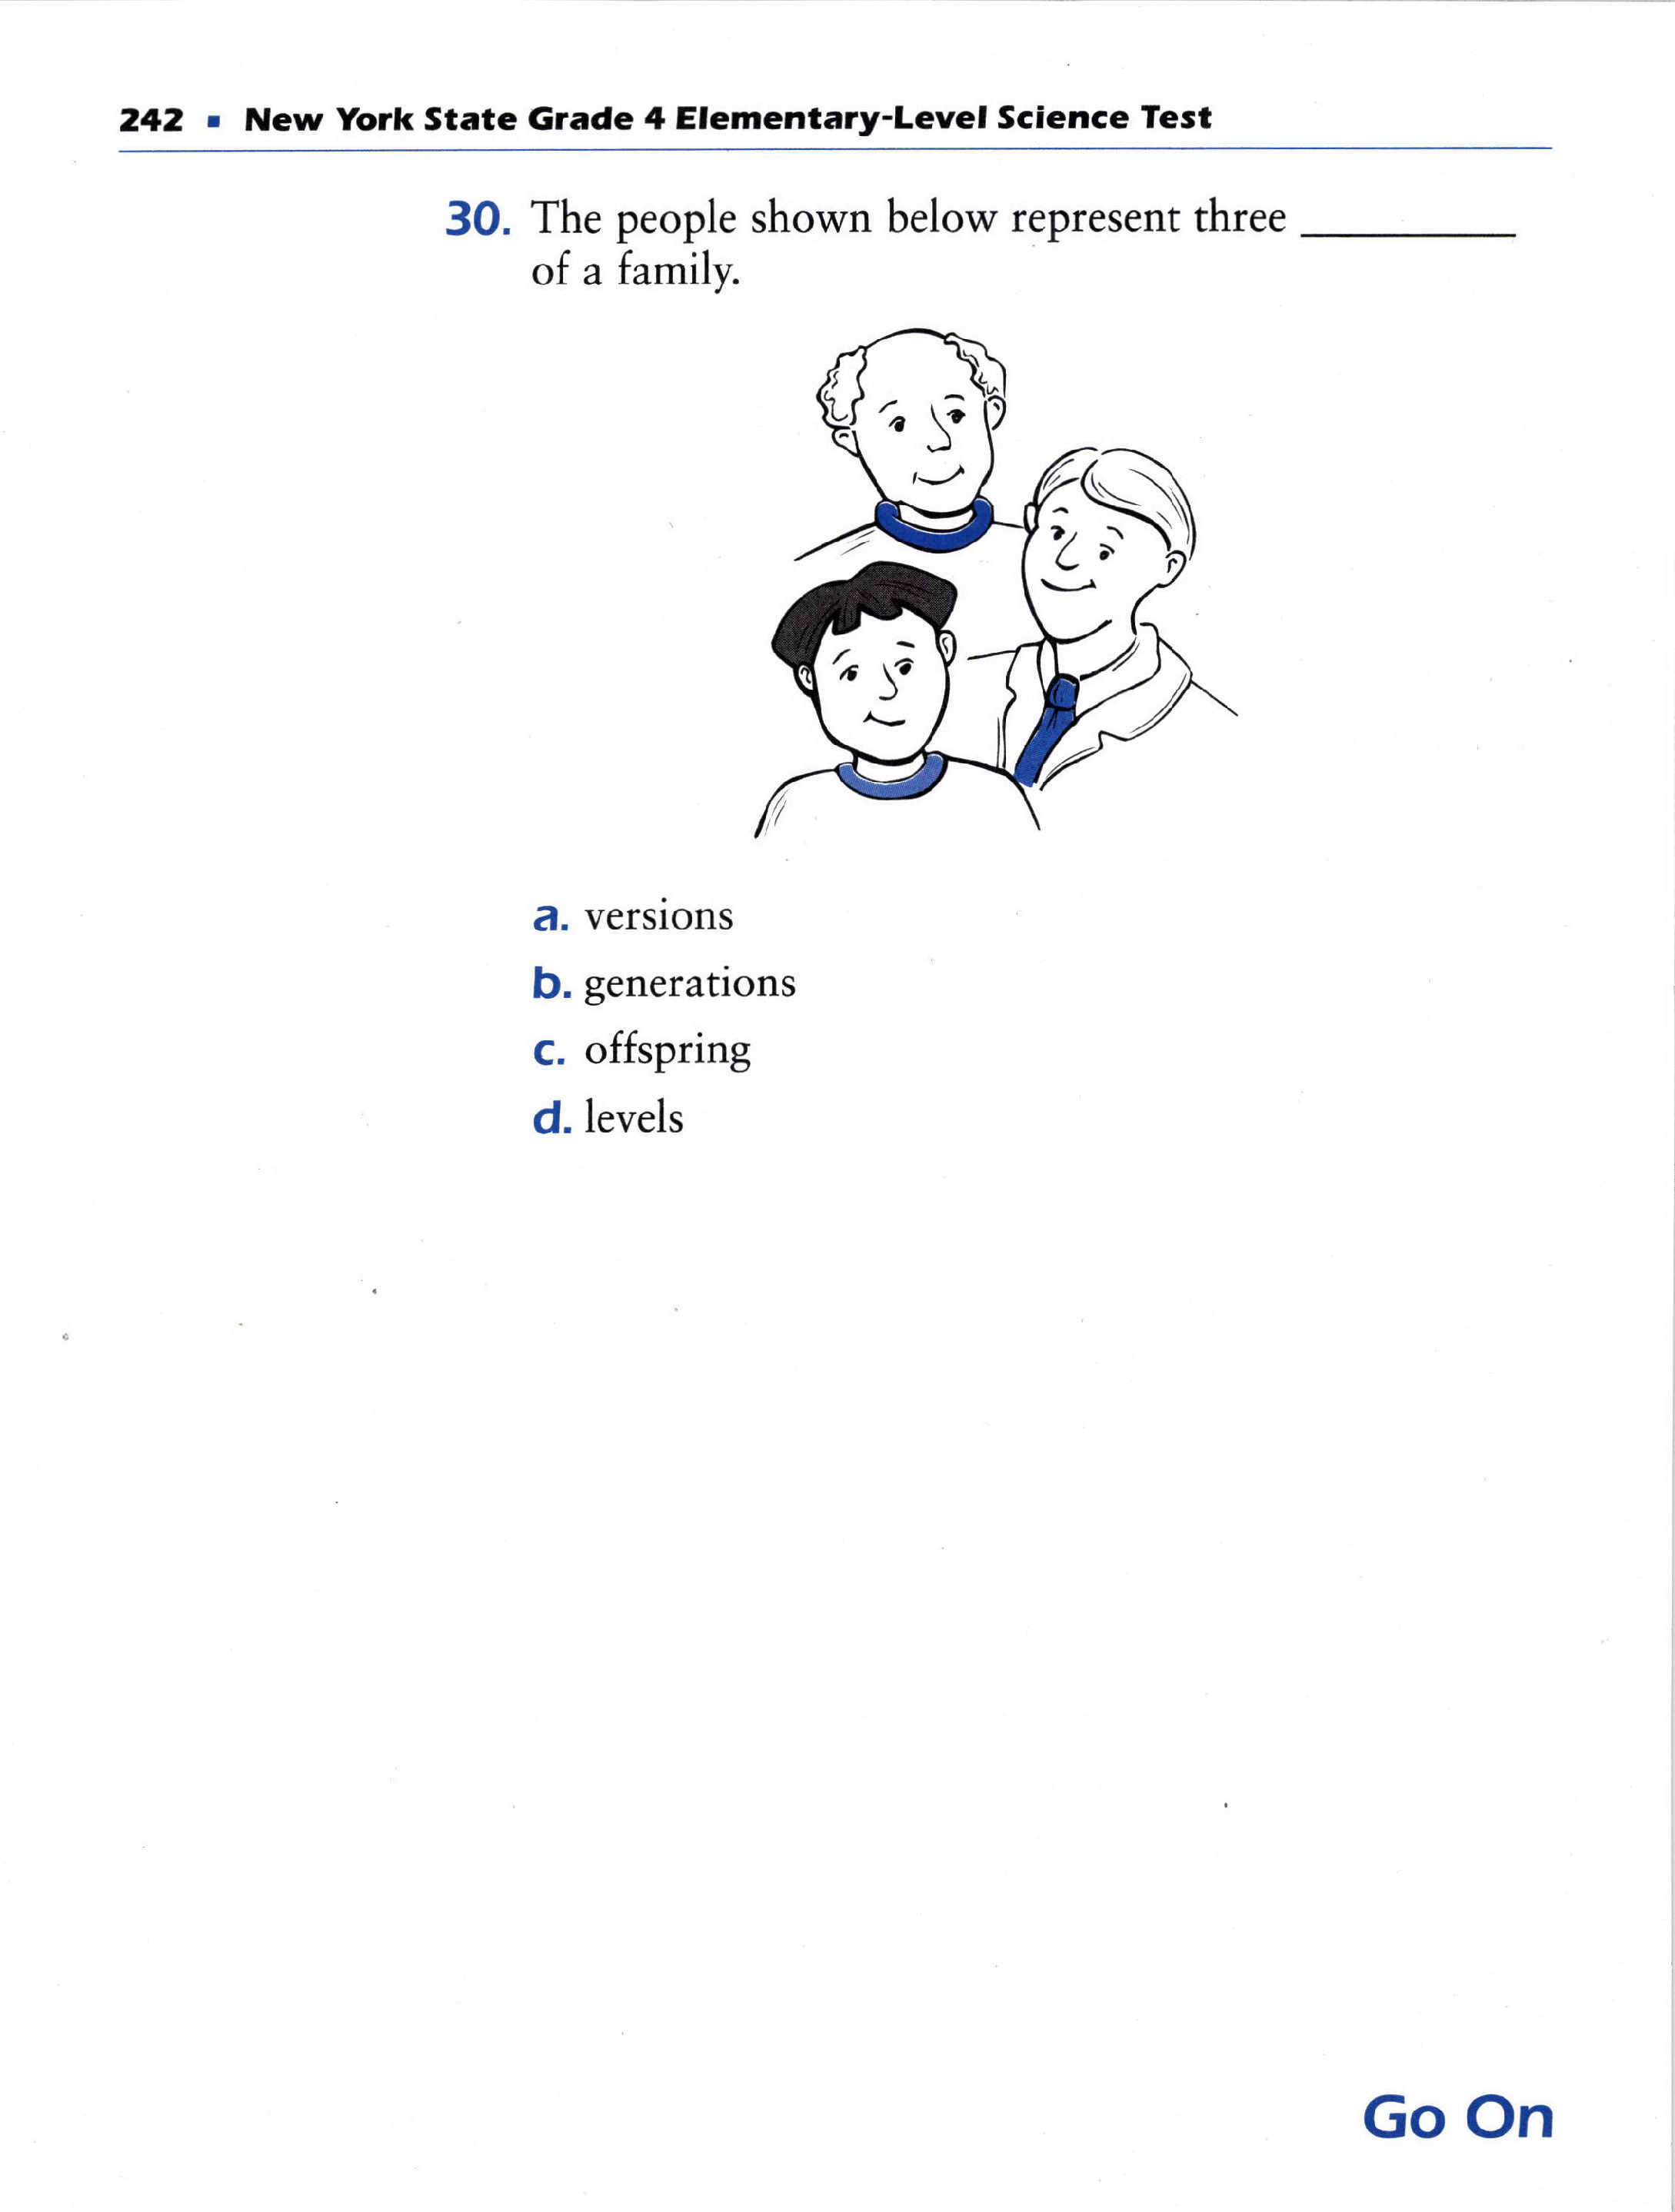 242 ▪ New York State Grade 4 Elementary-Level Science Test
30. The people shown below represent three __________
of a family.
a. versions
b. generations
c. offspring
d. levels
Go On